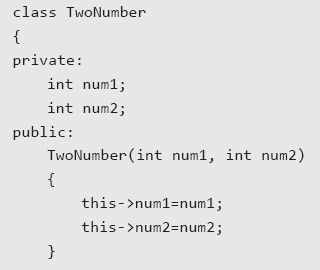 class TwoNumber
{
private:
    int num1;
    int num2;
public:
    TwoNumber(int num1, int num2)
    {
        this->num1=num1;
        this->num2=num2;
    }